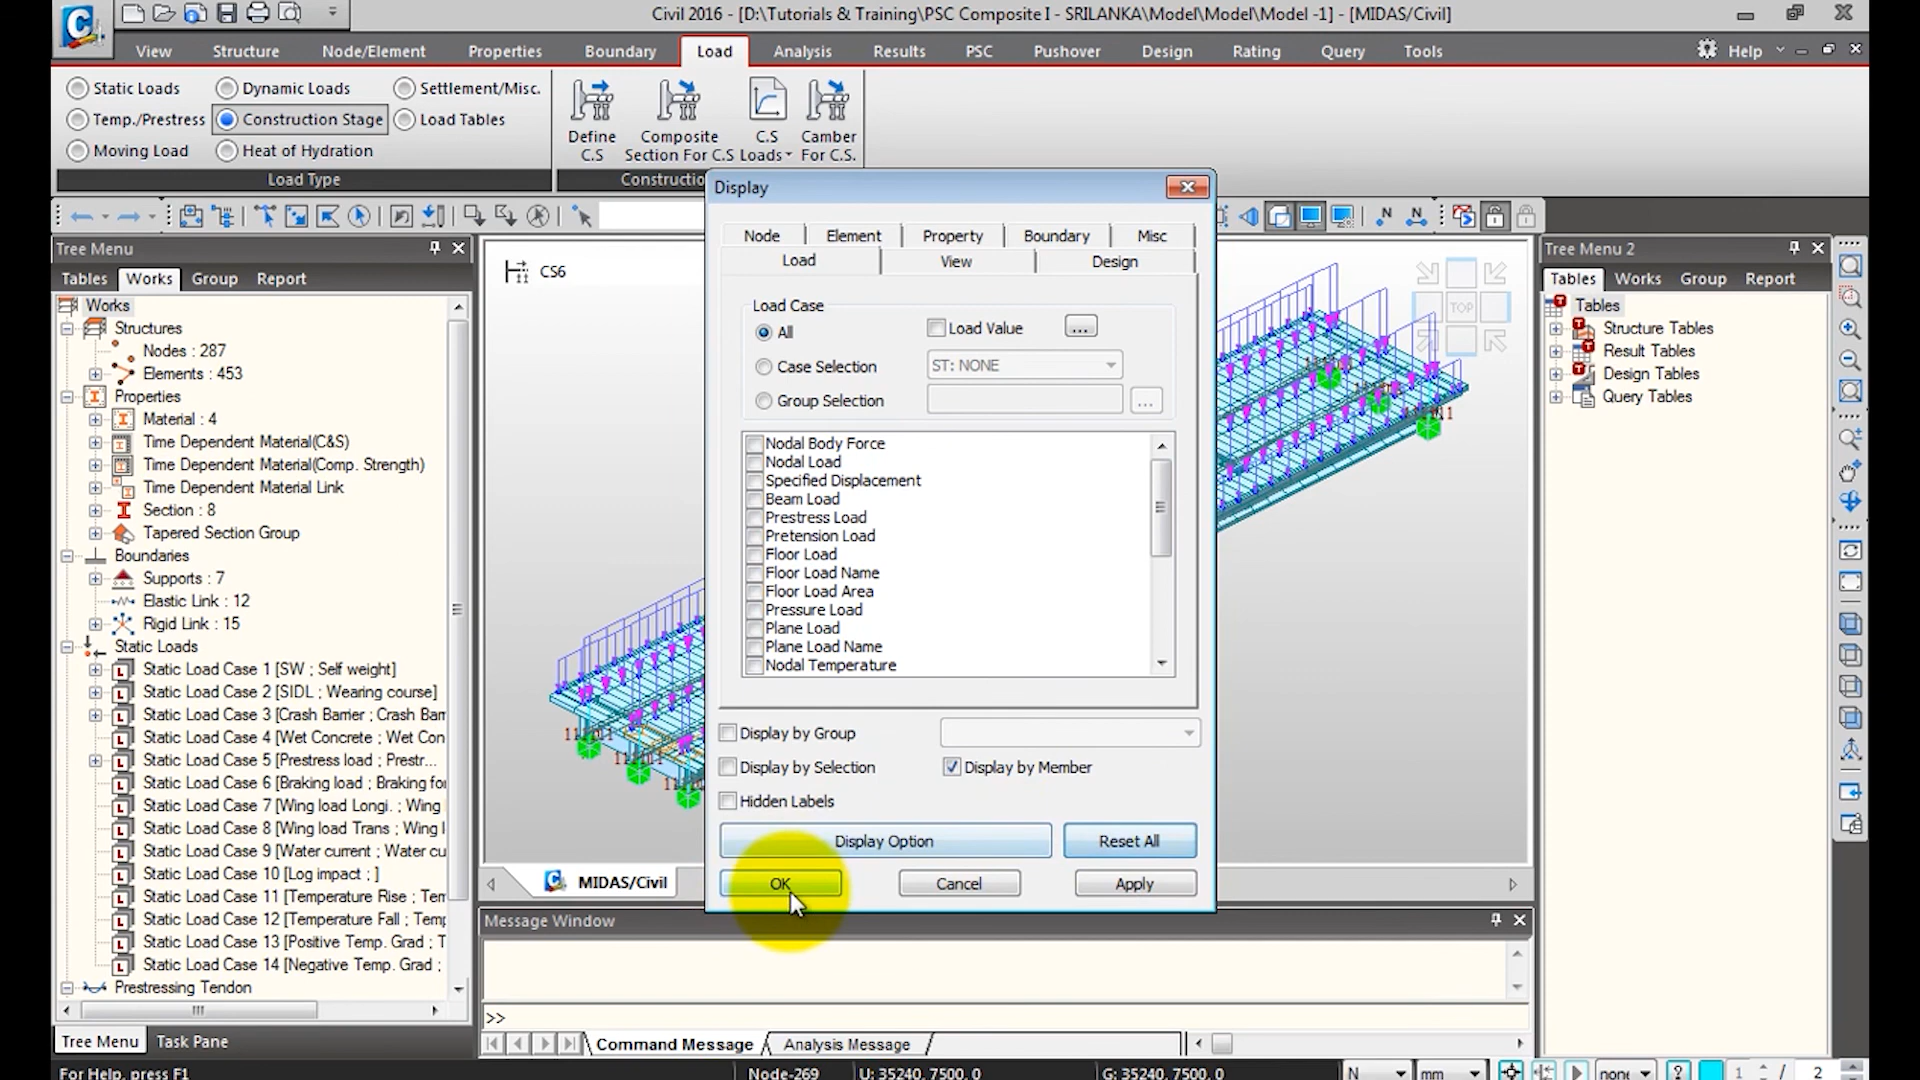 Civil 2016 - [D:\Tutorials & Training\PSC Composite I - SRILANKA\Model\Model\Model -1] - [MIDAS/Civil]
View Structure Node/Element Properties Boundary Load Analysis Results PSC Pushover Design Rating Query Tools Help
Static Loads Dynamic Loads Settlement/Misc.
Temp./Prestress Construction Stage Load Tables
Moving Load Heat of Hydration
Load Type
Define C.S
Composite Section For C.S
C.S Loads
Camber For C.S.
Constructio
Tree Menu
Tables Works Group Report
Works
Structures
Nodes : 287
Elements : 453
Properties
Material : 4
Time Dependent Material(C&S)
Time Dependent Material(Comp. Strength)
Time Dependent Material Link
Section : 8
Tapered Section Group
Boundaries
Supports : 7
Elastic Link : 12
Rigid Link : 15
Static Loads
Static Load Case 1 [SW ; Self weight]
Static Load Case 2 [SIDL ; Wearing course]
Static Load Case 3 [Crash Barrier ; Crash Barr
Static Load Case 4 [Wet Concrete ; Wet Con
Static Load Case 5 [Prestress load ; Prestr...
Static Load Case 6 [Braking load ; Braking for
Static Load Case 7 [Wing load Longi. ; Wing
Static Load Case 8 [Wing load Trans ; Wing l
Static Load Case 9 [Water current ; Water cu
Static Load Case 10 [Log impact ; ]
Static Load Case 11 [Temperature Rise ; Tem
Static Load Case 12 [Temperature Fall ; Temp
Static Load Case 13 [Positive Temp. Grad ; T
Static Load Case 14 [Negative Temp. Grad ;
Prestressing Tendon
Tree Menu Task Pane
CS6
TOP
Display
Node Element Property Boundary Misc
Load View Design
Load Case
All
Load Value
...
Case Selection
ST: NONE
Group Selection
...
Nodal Body Force
Nodal Load
Specified Displacement
Beam Load
Prestress Load
Pretension Load
Floor Load
Floor Load Name
Floor Load Area
Pressure Load
Plane Load
Plane Load Name
Nodal Temperature
Display by Group
Display by Selection
Display by Member
Hidden Labels
Display Option
Reset All
OK
Cancel
Apply
MIDAS/Civil
Message Window
>>
Command Message
Analysis Message
Tree Menu 2
Tables Works Group Report
Tables
Structure Tables
Result Tables
Design Tables
Query Tables
For Help, press F1
Node-269
U: 35240, 7500, 0
G: 35240, 7500, 0
N
mm
none
?
1
/
2